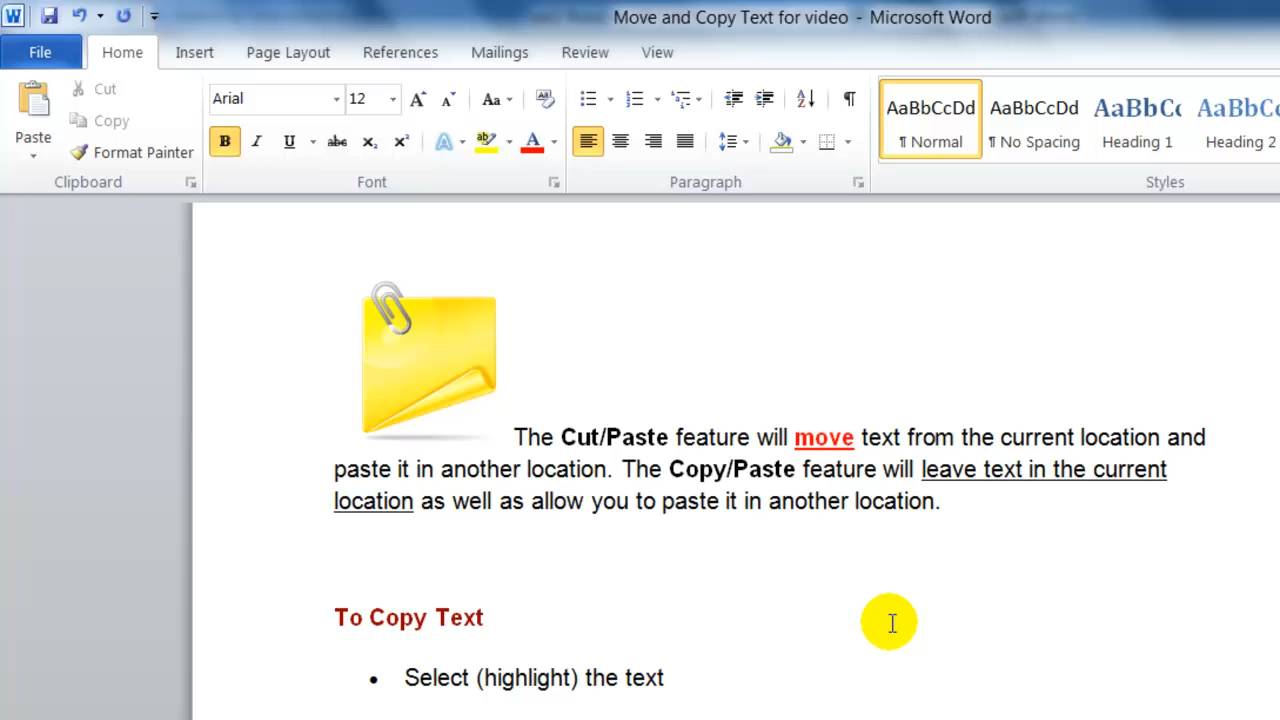 Move and Copy Text for video - Microsoft Word
File Home Insert Page Layout References Mailings Review View
Cut
Copy
Paste
Format Painter
Clipboard
Arial 12
Font
Paragraph
AaBbCcDd AaBbCcDd AaBbCc AaBbCcDd
¶ Normal ¶ No Spacing Heading 1 Heading 2
Styles
The Cut/Paste feature will move text from the current location and
paste it in another location. The Copy/Paste feature will leave text in the current
location as well as allow you to paste it in another location.
To Copy Text
• Select (highlight) the text